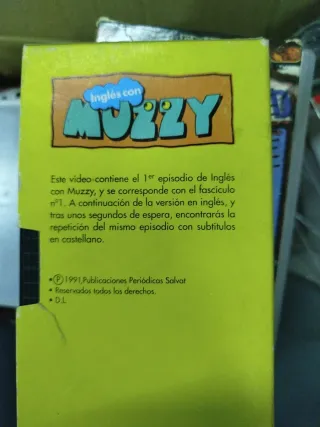 Inglés con
MUZZY
Este vídeo contiene el 1er episodio de Inglés
con Muzzy, y se corresponde con el fascículo
nº1. A continuación de la versión en inglés, y
tras unos segundos de espera, encontrarás la
repetición del mismo episodio con subtítulos
en castellano.
• Ⓟ 1991, Publicaciones Periódicas Salvat
• Reservados todos los derechos.
• D.L